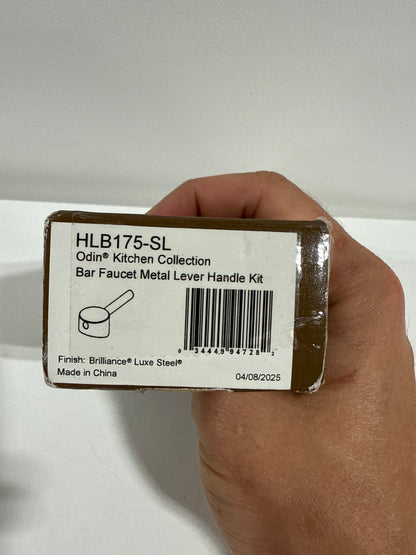 HLB175-SL
Odin® Kitchen Collection
Bar Faucet Metal Lever Handle Kit
0 34449 94728 2
Finish: Brilliance® Luxe Steel®
Made in China
04/08/2025